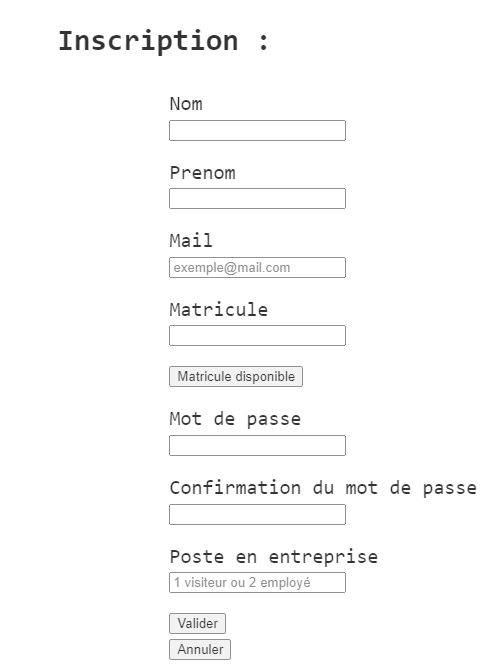 Inscription :
Nom
Prenom
Mail
exemple@mail.com
Matricule
Matricule disponible
Mot de passe
Confirmation du mot de passe
Poste en entreprise
1 visiteur ou 2 employé
Valider
Annuler